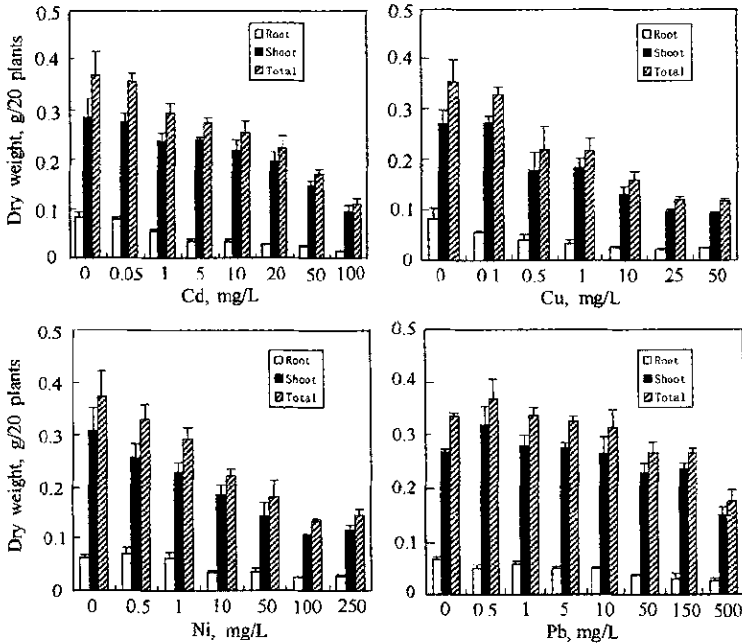 Dry weight, g/20 plants
0.5
0.4
0.3
0.2
0.1
0
Root
Shoot
Total
0 0.05 1 5 10 20 50 100
Cd, mg/L
0.5
0.4
0.3
0.2
0.1
0
Root
Shoot
Total
0 0.1 0.5 1 10 25 50
Cu, mg/L
Dry weight, g/20 plants
0.5
0.4
0.3
0.2
0.1
0
Root
Shoot
Total
0 0.5 1 10 50 100 250
Ni, mg/L
0.5
0.4
0.3
0.2
0.1
0
Root
Shoot
Total
0 0.5 1 5 10 50 150 500
Pb, mg/L